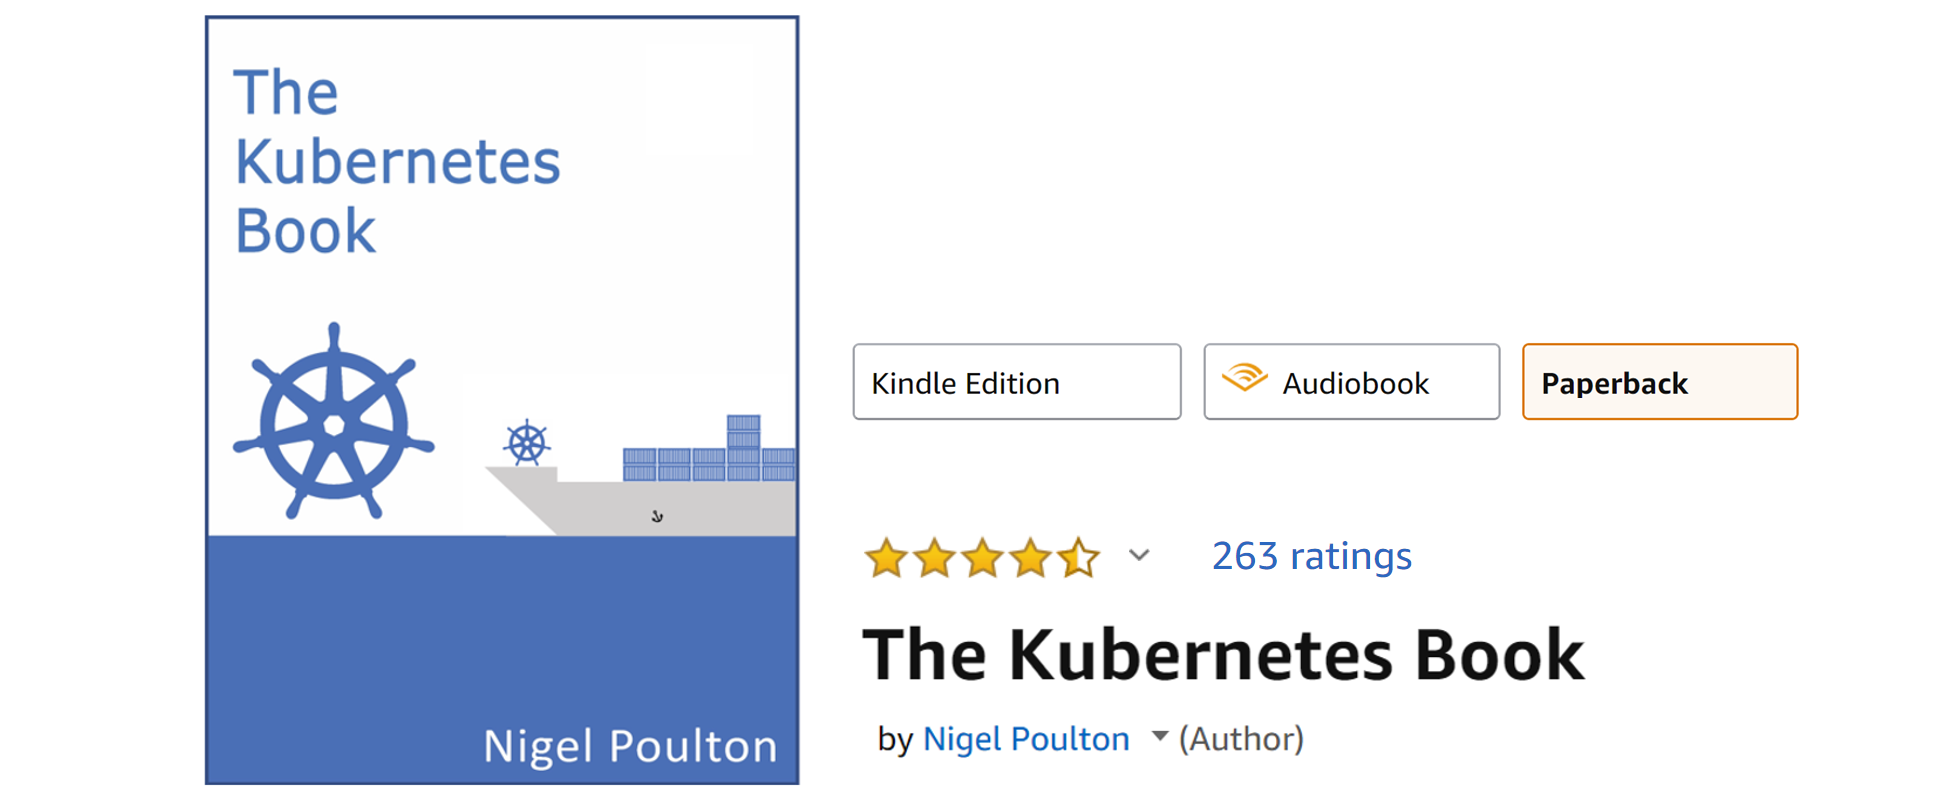 The
Kubernetes
Book
Nigel Poulton
Kindle Edition
Audiobook
Paperback
263 ratings
The Kubernetes Book
by Nigel Poulton (Author)